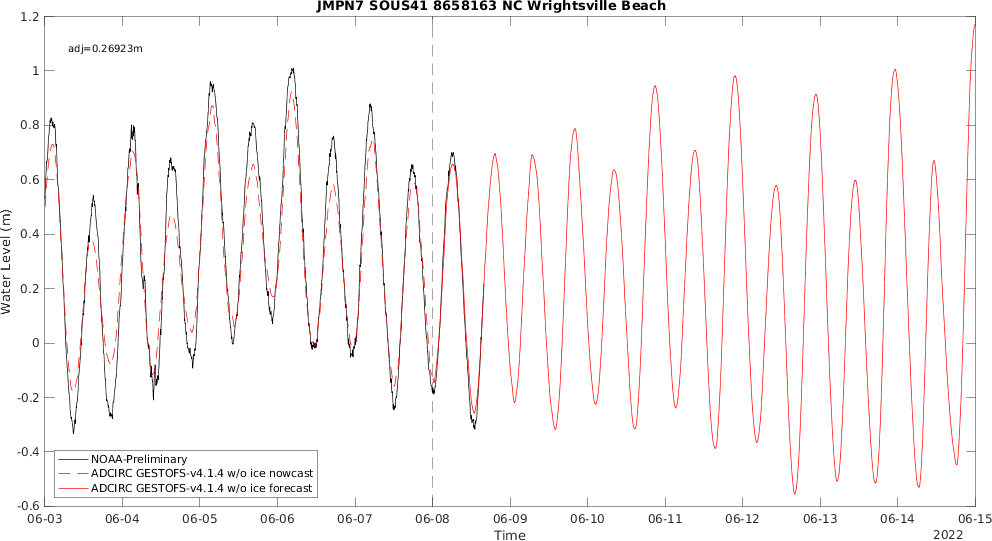 JMPN7 SOUS41 8658163 NC Wrightsville Beach
adj=0.26923m
Water Level (m)
1.2
1
0.8
0.6
0.4
0.2
0
-0.2
-0.4
-0.6
NOAA-Preliminary
ADCIRC GESTOFS-v4.1.4 w/o ice nowcast
ADCIRC GESTOFS-v4.1.4 w/o ice forecast
06-03 06-04 06-05 06-06 06-07 06-08 06-09 06-10 06-11 06-12 06-13 06-14 06-15
Time
2022